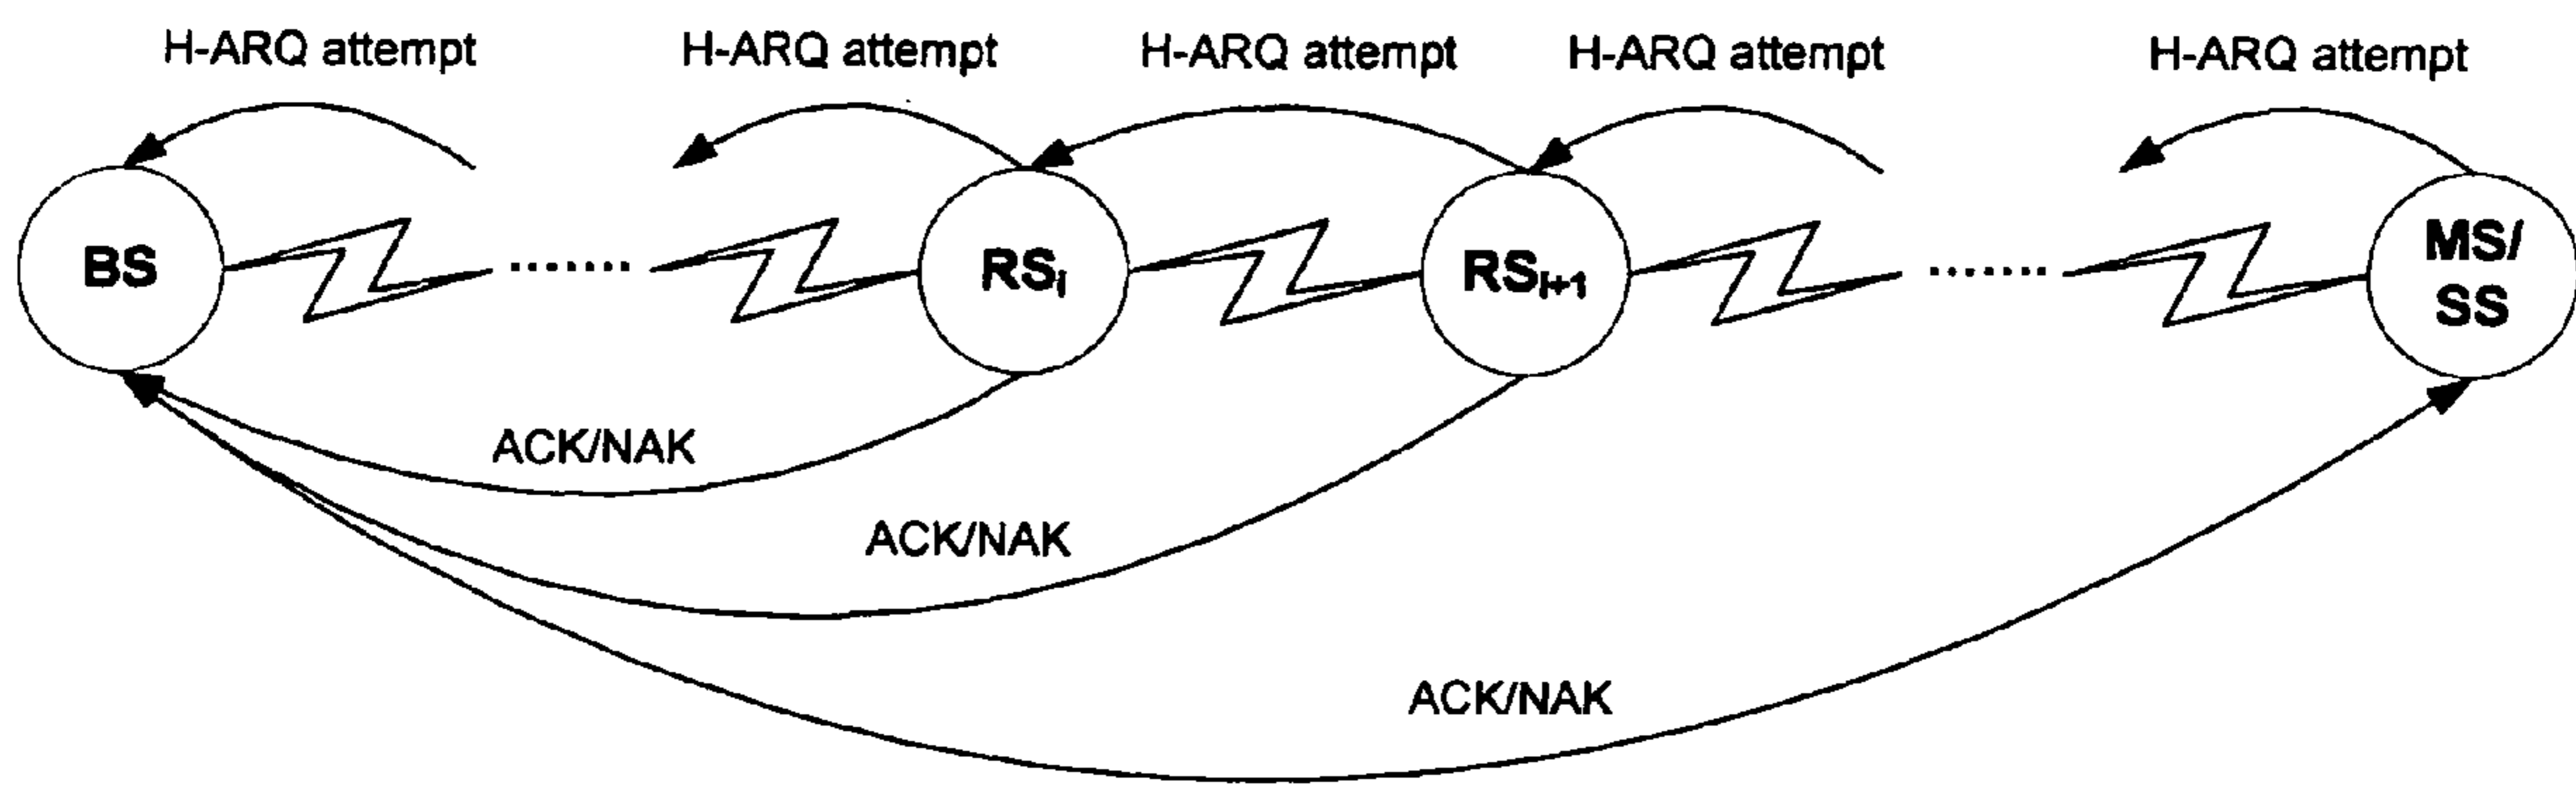 H-ARQ attempt H-ARQ attempt H-ARQ attempt H-ARQ attempt H-ARQ attempt
BS RSi RSi+1 MS/
SS
ACK/NAK
ACK/NAK
ACK/NAK